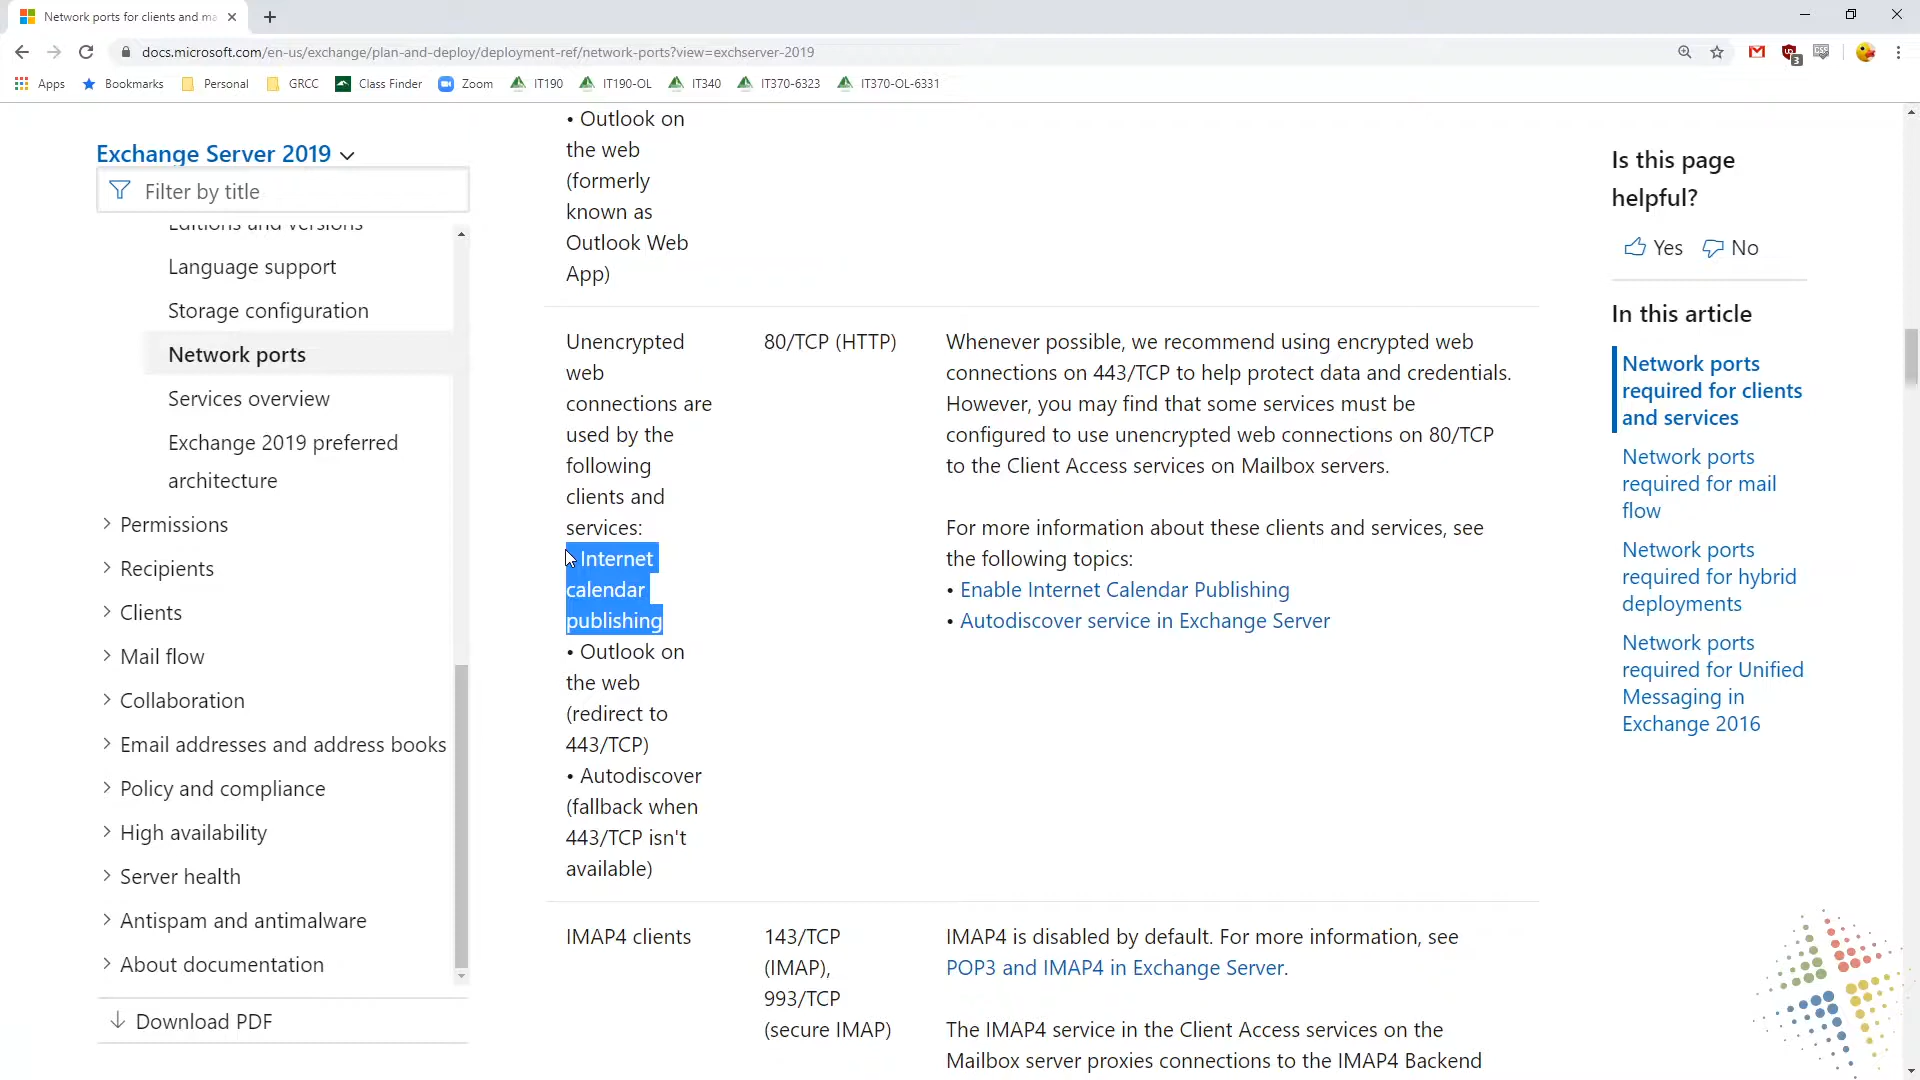 Network ports for clients and ma
docs.microsoft.com/en-us/exchange/plan-and-deploy/deployment-ref/network-ports?view=exchserver-2019
3
Apps
Bookmarks
Personal
GRCC
Class Finder
Zoom
IT190
IT190-OL
IT340
IT370-6323
IT370-OL-6331
Exchange Server 2019
Filter by title
Editions and versions
Language support
Storage configuration
Network ports
Services overview
Exchange 2019 preferred
architecture
Permissions
Recipients
Clients
Mail flow
Collaboration
Email addresses and address books
Policy and compliance
High availability
Server health
Antispam and antimalware
About documentation
Download PDF
• Outlook on
the web
(formerly
known as
Outlook Web
App)
Unencrypted
web
connections are
used by the
following
clients and
services:
Internet
calendar
publishing
• Outlook on
the web
(redirect to
443/TCP)
• Autodiscover
(fallback when
443/TCP isn't
available)
80/TCP (HTTP)
Whenever possible, we recommend using encrypted web
connections on 443/TCP to help protect data and credentials.
However, you may find that some services must be
configured to use unencrypted web connections on 80/TCP
to the Client Access services on Mailbox servers.
For more information about these clients and services, see
the following topics:
• Enable Internet Calendar Publishing
• Autodiscover service in Exchange Server
IMAP4 clients
143/TCP
(IMAP),
993/TCP
(secure IMAP)
IMAP4 is disabled by default. For more information, see
POP3 and IMAP4 in Exchange Server.
The IMAP4 service in the Client Access services on the
Mailbox server proxies connections to the IMAP4 Backend
Is this page
helpful?
Yes
No
In this article
Network ports
required for clients
and services
Network ports
required for mail
flow
Network ports
required for hybrid
deployments
Network ports
required for Unified
Messaging in
Exchange 2016